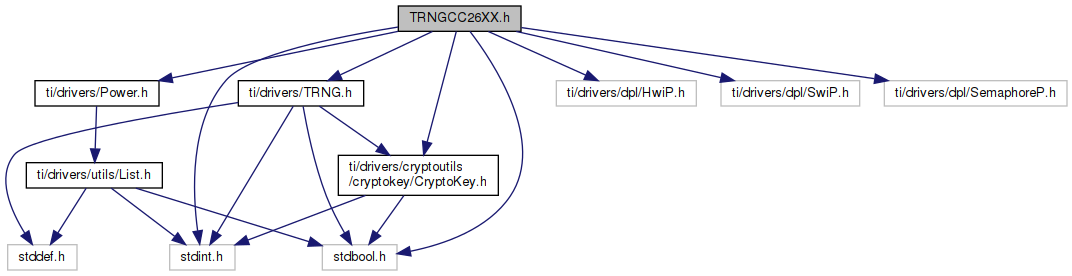 TRNGCC26XX.h
ti/drivers/Power.h
ti/drivers/TRNG.h
ti/drivers/dpl/HwiP.h
ti/drivers/dpl/SwiP.h
ti/drivers/dpl/SemaphoreP.h
ti/drivers/utils/List.h
ti/drivers/cryptoutils
/cryptokey/CryptoKey.h
stddef.h
stdint.h
stdbool.h